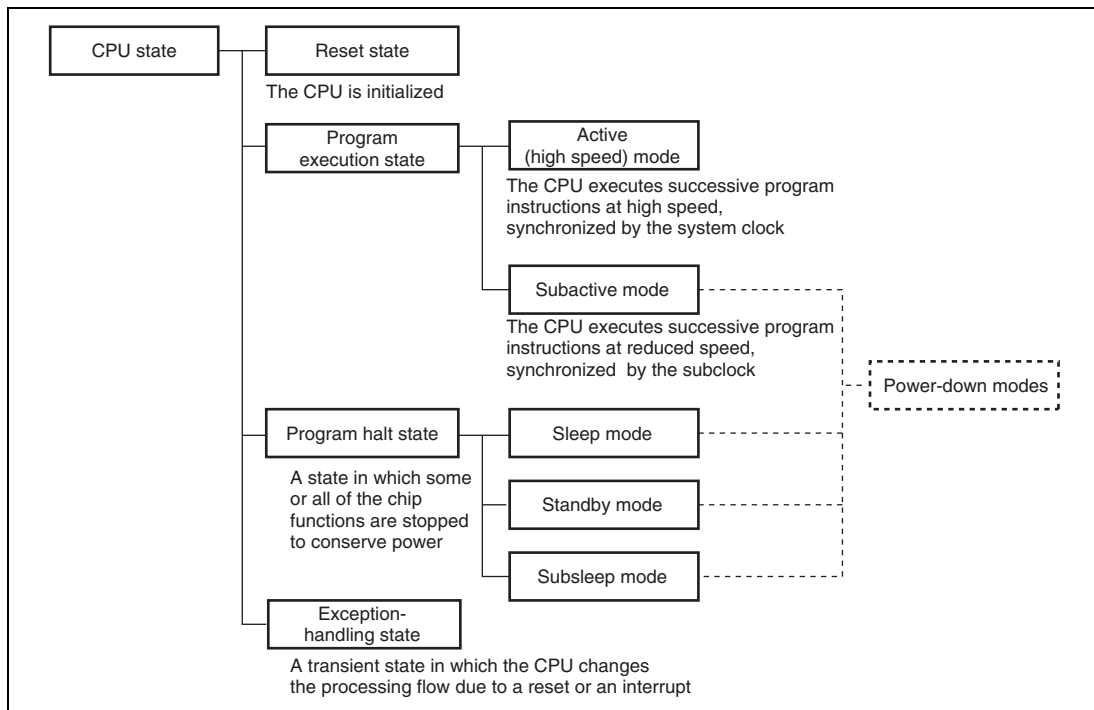 CPU state
Reset state
The CPU is initialized
Program
execution state
Active
(high speed) mode
The CPU executes successive program
instructions at high speed,
synchronized by the system clock
Subactive mode
The CPU executes successive program
instructions at reduced speed,
synchronized by the subclock
Power-down modes
Program halt state
A state in which some
or all of the chip
functions are stopped
to conserve power
Sleep mode
Standby mode
Subsleep mode
Exception-
handling state
A transient state in which the CPU changes
the processing flow due to a reset or an interrupt